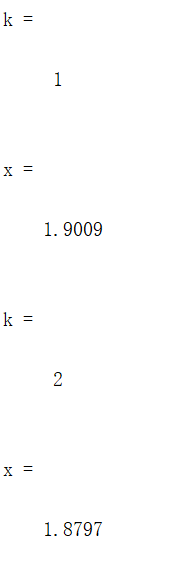 k =
1
x =
1.9009
k =
2
x =
1.8797